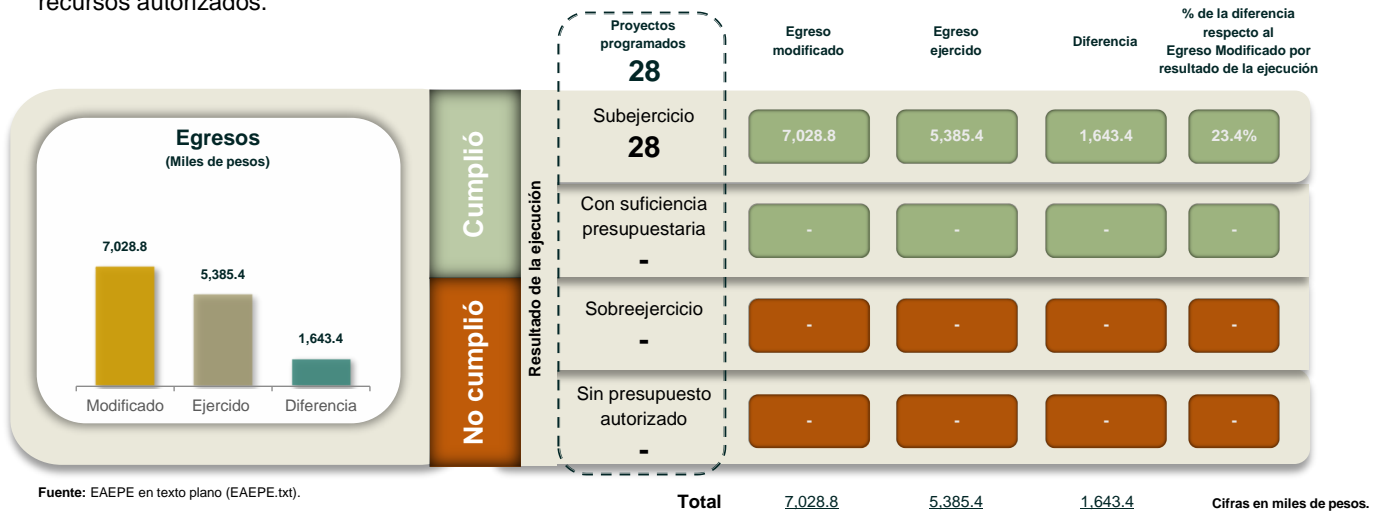 recursos autorizados.
Proyectos
programados
28
Egreso
modificado
Egreso
ejercido
Diferencia
% de la diferencia
respecto al
Egreso Modificado por
resultado de la ejecución
Egresos
(Miles de pesos)
7,028.8
5,385.4
1,643.4
Modificado
Ejercido
Diferencia
Cumplió
No cumplió
Resultado de la ejecución
Subejercicio
28
7,028.8
5,385.4
1,643.4
23.4%
Con suficiencia
presupuestaria
-
-
-
-
-
Sobreejercicio
-
-
-
-
-
Sin presupuesto
autorizado
-
-
-
-
-
Fuente: EAEPE en texto plano (EAEPE.txt).
Total
7,028.8
5,385.4
1,643.4
Cifras en miles de pesos.